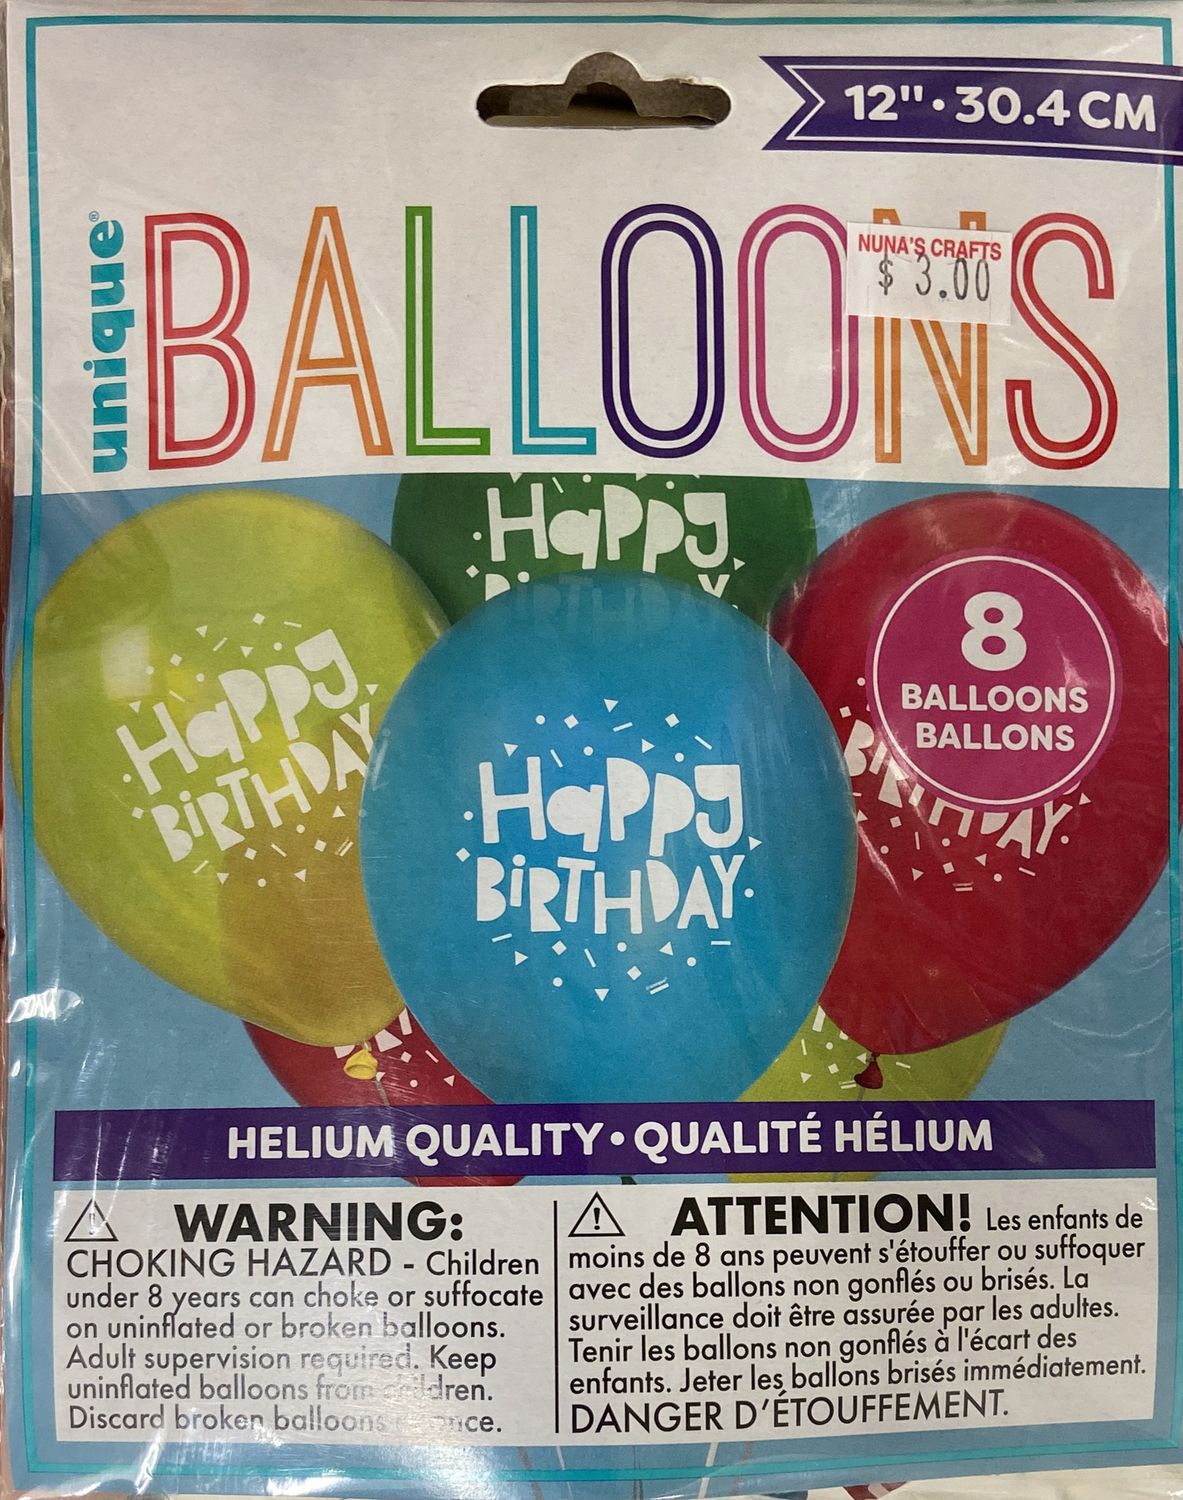 12" • 30.4 CM
unique®
BALLOONS
NUNA'S CRAFTS
$ 3.00
Happy
BIRTHDAY
Happy
BIRTHDAY
Happy
BIRTHDAY
BIRTHDAY
8
BALLOONS
BALLONS
HELIUM QUALITY • QUALITÉ HÉLIUM
WARNING:
CHOKING HAZARD - Children
under 8 years can choke or suffocate
on uninflated or broken balloons.
Adult supervision required. Keep
uninflated balloons from children.
Discard broken balloons
ATTENTION! Les enfants de
moins de 8 ans peuvent s'étouffer ou suffoquer
avec des ballons non gonflés ou brisés. La
surveillance doit être assurée par les adultes.
Tenir les ballons non gonflés à l'écart des
enfants. Jeter les ballons brisés immédiatement.
DANGER D'ÉTOUFFEMENT.